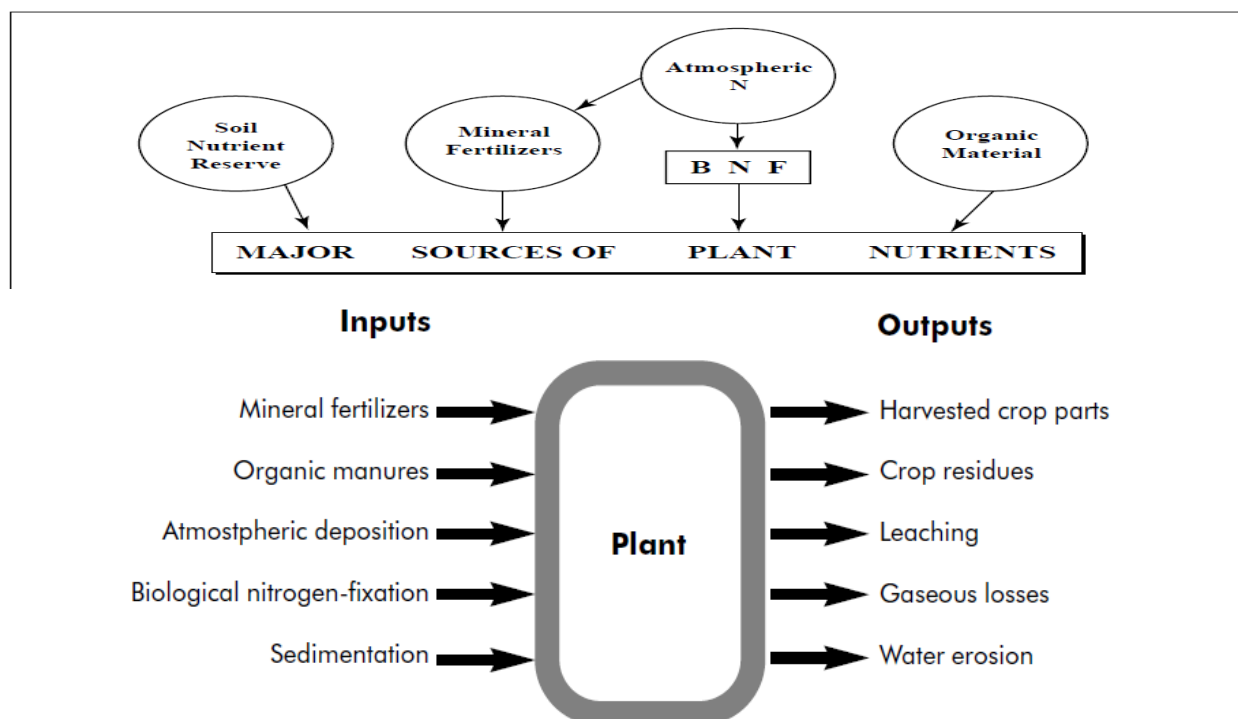 Atmospheric
N
Soil
Nutrient
Reserve
Mineral
Fertilizers
Organic
Material
B N F
MAJOR SOURCES OF PLANT NUTRIENTS
Inputs
Outputs
Mineral fertilizers
Harvested crop parts
Organic manures
Crop residues
Atmostpheric deposition
Plant
Leaching
Biological nitrogen-fixation
Gaseous losses
Sedimentation
Water erosion